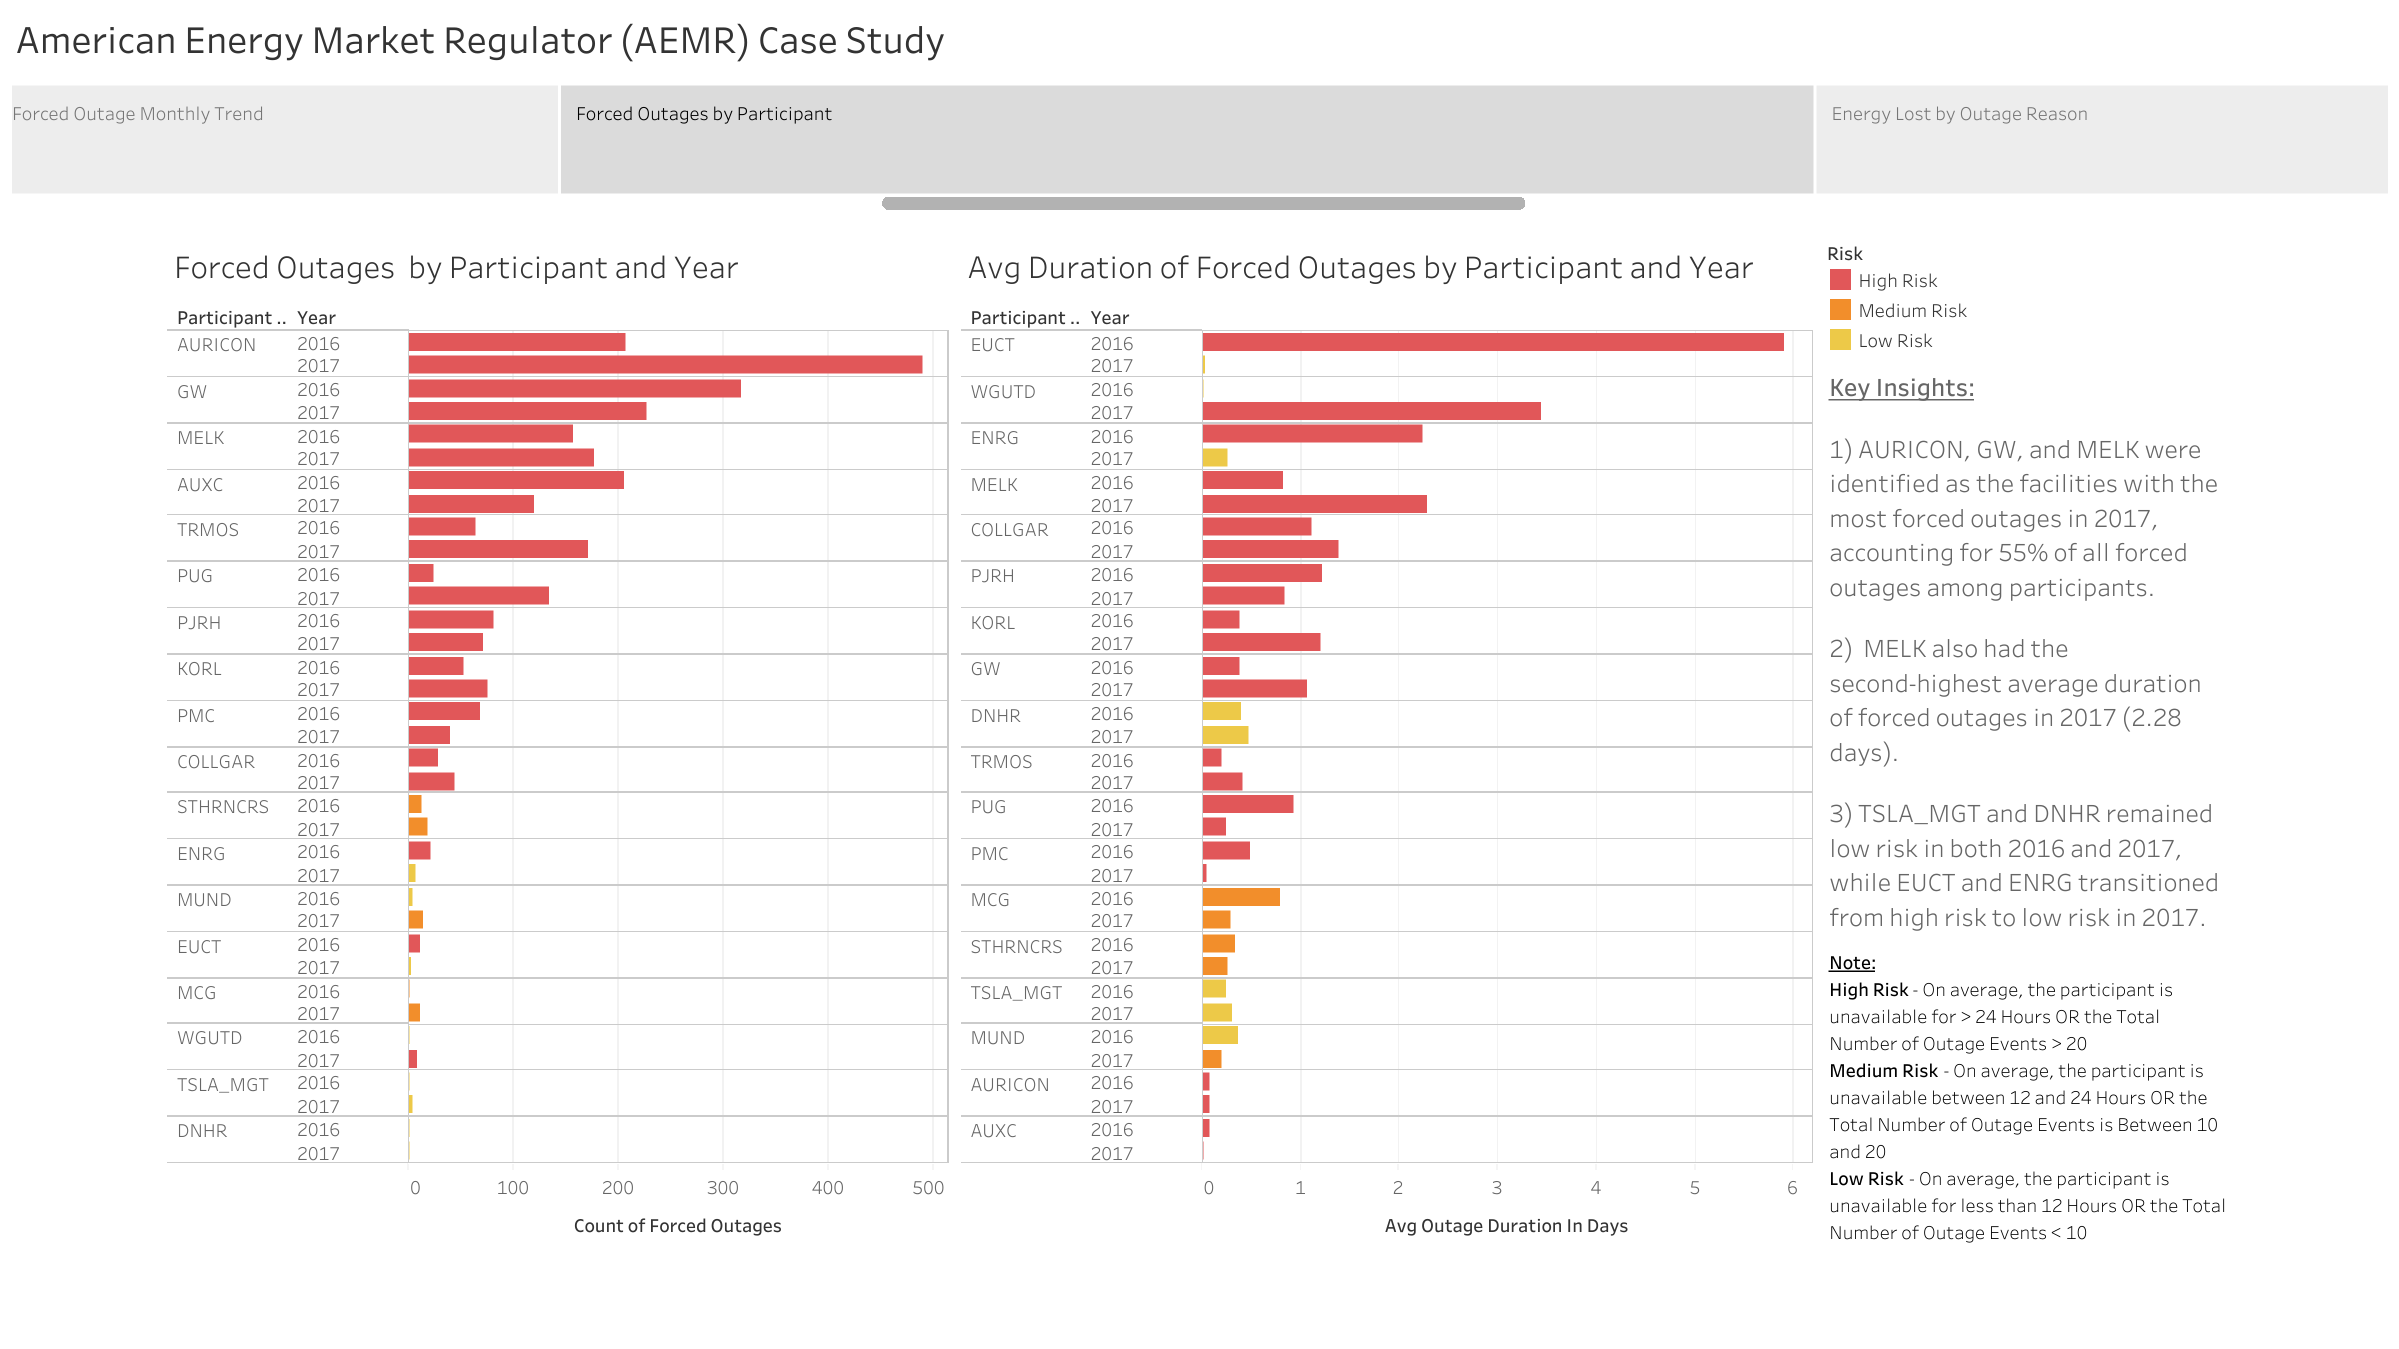 American Energy Market Regulator (AEMR) Case Study
Forced Outage Monthly Trend
Forced Outages by Participant
Energy Lost by Outage Reason
Forced Outages by Participant and Year
Participant .. Year
AURICON 2016
2017
GW 2016
2017
MELK 2016
2017
AUXC 2016
2017
TRMOS 2016
2017
PUG 2016
2017
PJRH 2016
2017
KORL 2016
2017
PMC 2016
2017
COLLGAR 2016
2017
STHRNCRS 2016
2017
ENRG 2016
2017
MUND 2016
2017
EUCT 2016
2017
MCG 2016
2017
WGUTD 2016
2017
TSLA_MGT 2016
2017
DNHR 2016
2017
0 100 200 300 400 500
Count of Forced Outages
Avg Duration of Forced Outages by Participant and Year
Participant .. Year
EUCT 2016
2017
WGUTD 2016
2017
ENRG 2016
2017
MELK 2016
2017
COLLGAR 2016
2017
PJRH 2016
2017
KORL 2016
2017
GW 2016
2017
DNHR 2016
2017
TRMOS 2016
2017
PUG 2016
2017
PMC 2016
2017
MCG 2016
2017
STHRNCRS 2016
2017
TSLA_MGT 2016
2017
MUND 2016
2017
AURICON 2016
2017
AUXC 2016
2017
0 1 2 3 4 5 6
Avg Outage Duration In Days
Risk
High Risk
Medium Risk
Low Risk
Key Insights:
1) AURICON, GW, and MELK were
identified as the facilities with the
most forced outages in 2017,
accounting for 55% of all forced
outages among participants.
2) MELK also had the
second-highest average duration
of forced outages in 2017 (2.28
days).
3) TSLA_MGT and DNHR remained
low risk in both 2016 and 2017,
while EUCT and ENRG transitioned
from high risk to low risk in 2017.
Note:
High Risk - On average, the participant is
unavailable for > 24 Hours OR the Total
Number of Outage Events > 20
Medium Risk - On average, the participant is
unavailable between 12 and 24 Hours OR the
Total Number of Outage Events is Between 10
and 20
Low Risk - On average, the participant is
unavailable for less than 12 Hours OR the Total
Number of Outage Events < 10